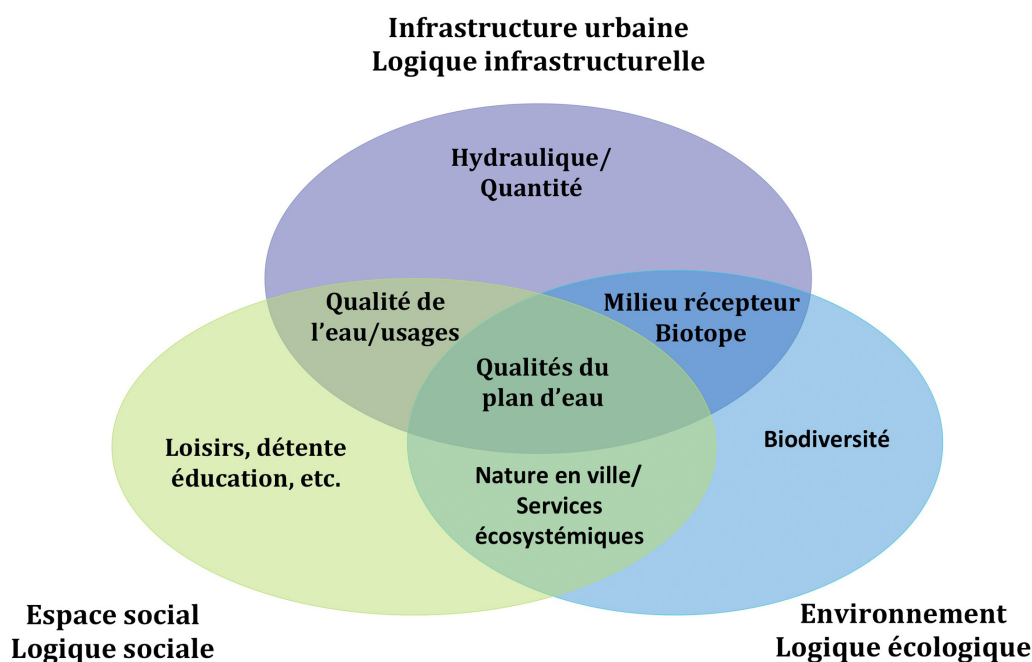 Infrastructure urbaine
Logique infrastructurelle
Hydraulique/
Quantité
Qualité de
l’eau/usages
Milieu récepteur
Biotope
Qualités du
plan d’eau
Loisirs, détente
éducation, etc.
Biodiversité
Nature en ville/
Services
écosystémiques
Espace social
Logique sociale
Environnement
Logique écologique